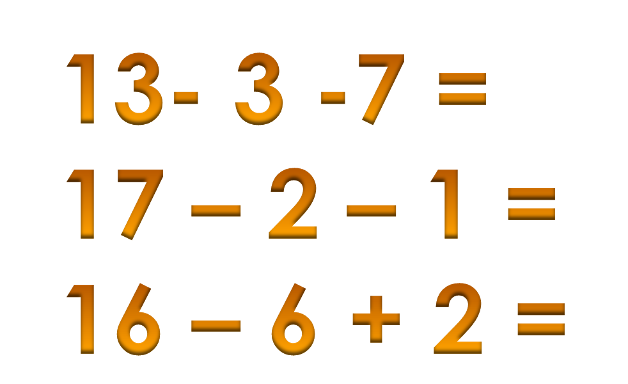 13- 3 -7 =
17 – 2 – 1 =
16 – 6 + 2 =